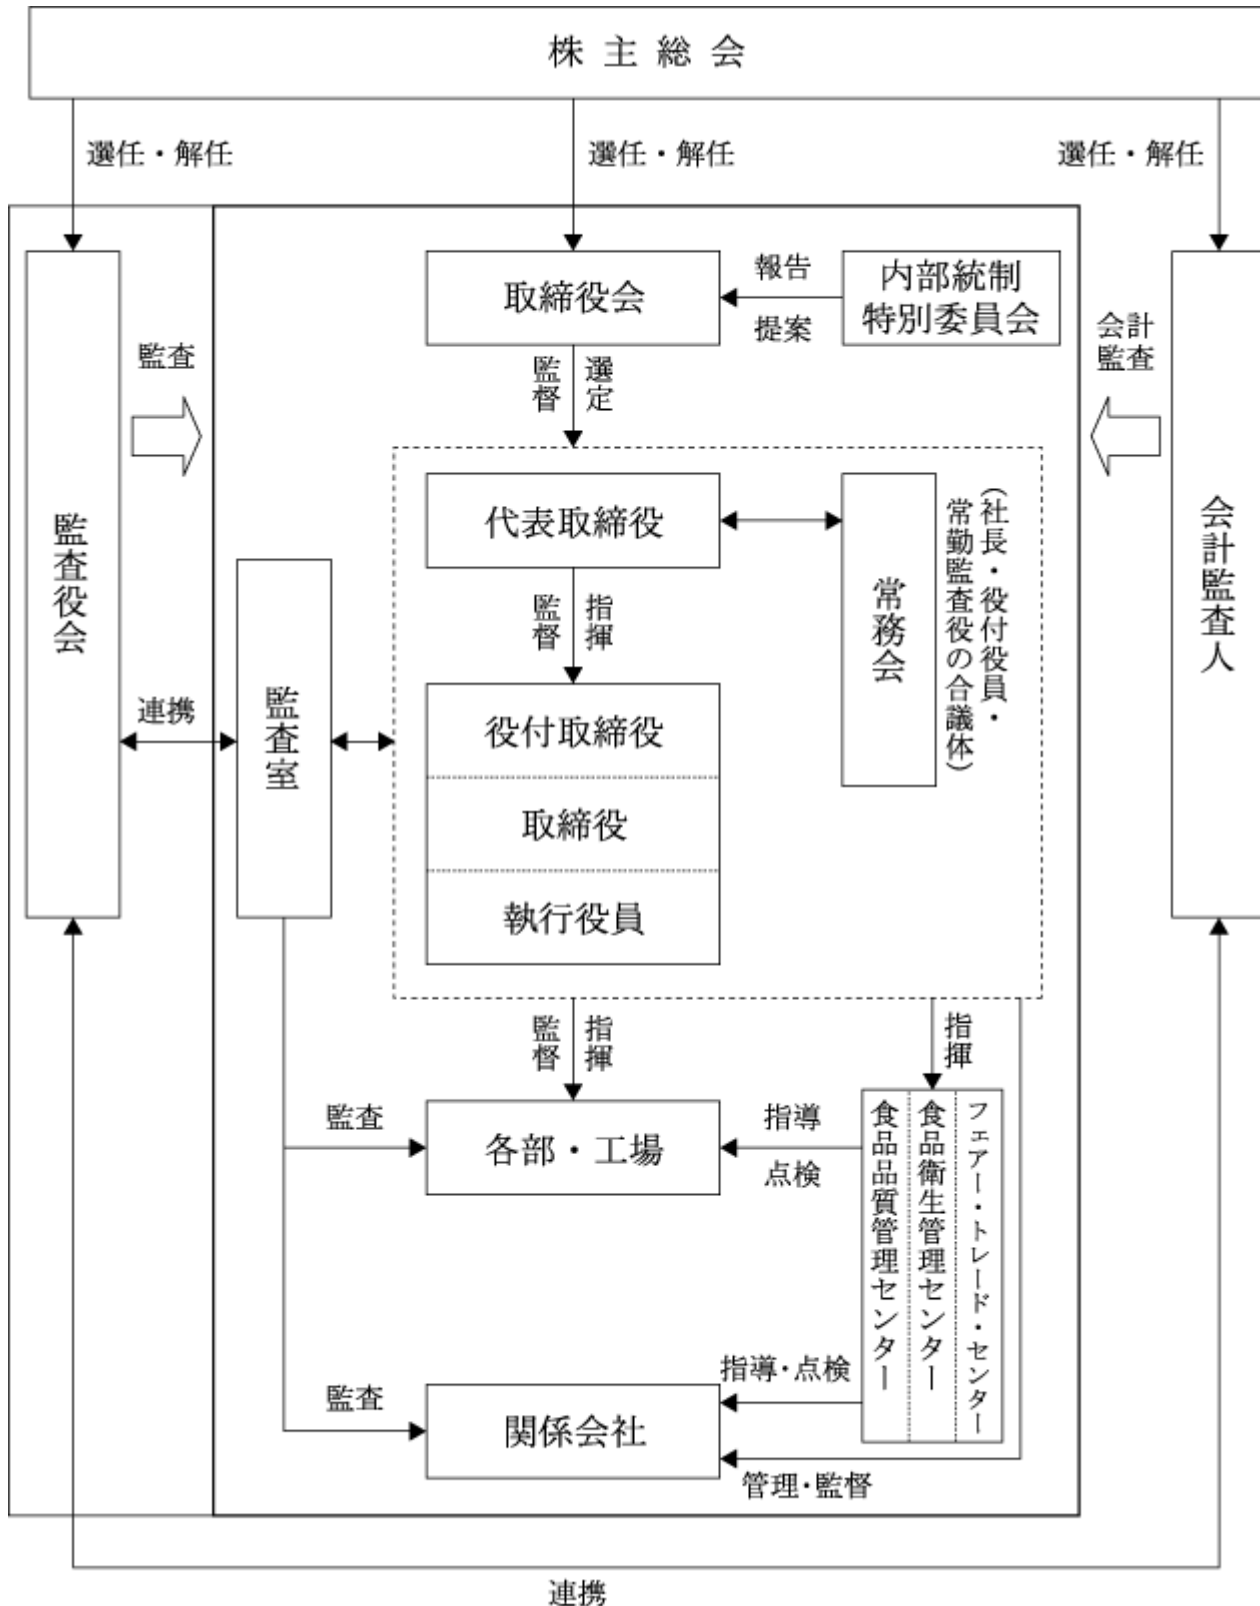 株主総会
選任・解任
選任・解任
選任・解任
取締役会
報告
提案
内部統制
特別委員会
監査
会計
監査
監督
選定
監査役会
会計監査人
代表取締役
常務会
（社長・役付役員・
常勤監査役の合議体）
監督
指揮
監査室
連携
役付取締役
取締役
執行役員
監督
指揮
指揮
監査
各部・工場
指導
点検
フェアー・トレード・センター
食品衛生管理センター
食品品質管理センター
監査
関係会社
指導・点検
管理・監督
連携